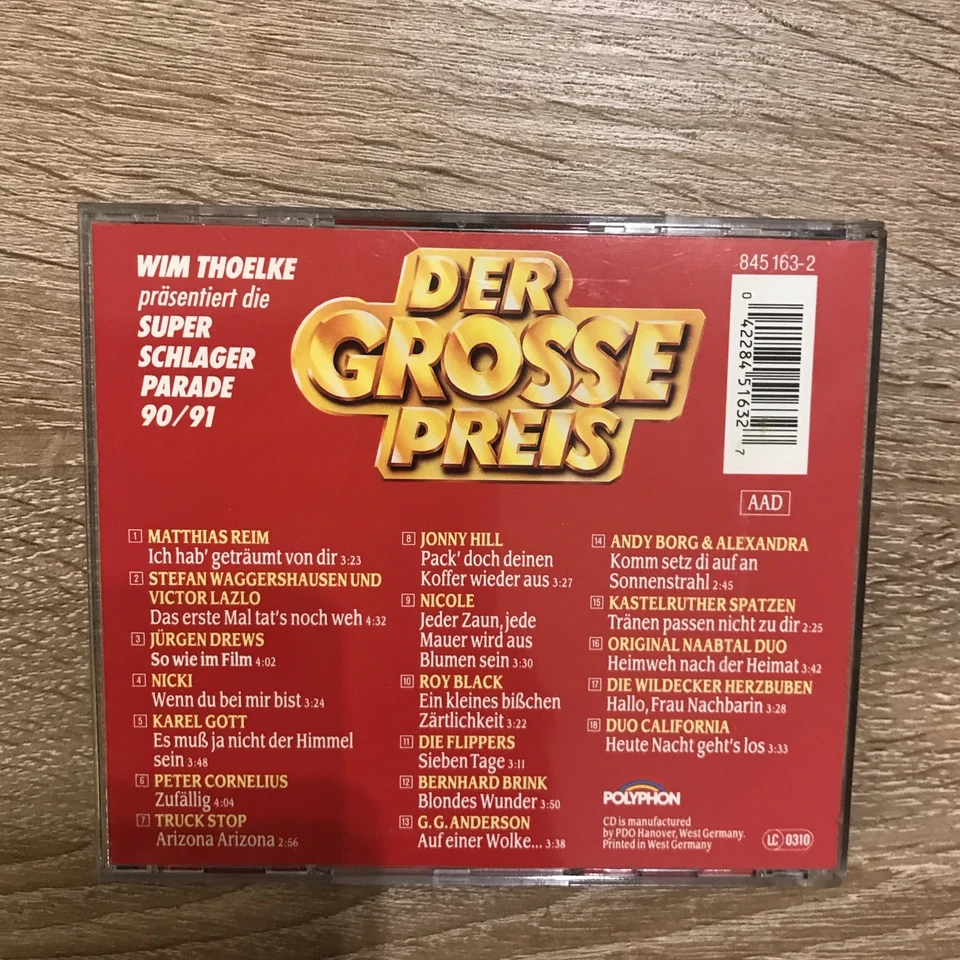 WIM THOELKE
präsentiert die
SUPER
SCHLAGER
PARADE
90/91
DER
GROSSE
PREIS
845 163-2
0 42284 51632 7
AAD
1 MATTHIAS REIM
Ich hab' geträumt von dir 3:23
2 STEFAN WAGGERSHAUSEN UND
VICTOR LAZLO
Das erste Mal tat's noch weh 4:32
3 JÜRGEN DREWS
So wie im Film 4:02
4 NICKI
Wenn du bei mir bist 3:24
5 KAREL GOTT
Es muß ja nicht der Himmel
sein 3:48
6 PETER CORNELIUS
Zufällig 4:04
7 TRUCK STOP
Arizona Arizona 2:56
8 JONNY HILL
Pack' doch deinen
Koffer wieder aus 3:27
9 NICOLE
Jeder Zaun, jede
Mauer wird aus
Blumen sein 3:30
10 ROY BLACK
Ein kleines bißchen
Zärtlichkeit 3:22
11 DIE FLIPPERS
Sieben Tage 3:11
12 BERNHARD BRINK
Blondes Wunder 3:50
13 G. G. ANDERSON
Auf einer Wolke... 3:38
14 ANDY BORG & ALEXANDRA
Komm setz di auf an
Sonnenstrahl 2:45
15 KASTELRUTHER SPATZEN
Tränen passen nicht zu dir 2:25
16 ORIGINAL NAABTAL DUO
Heimweh nach der Heimat 3:42
17 DIE WILDECKER HERZBUBEN
Hallo, Frau Nachbarin 3:28
18 DUO CALIFORNIA
Heute Nacht geht's los 3:33
POLYPHON
CD is manufactured
by PDO Hanover, West Germany.
Printed in West Germany
LC 0310